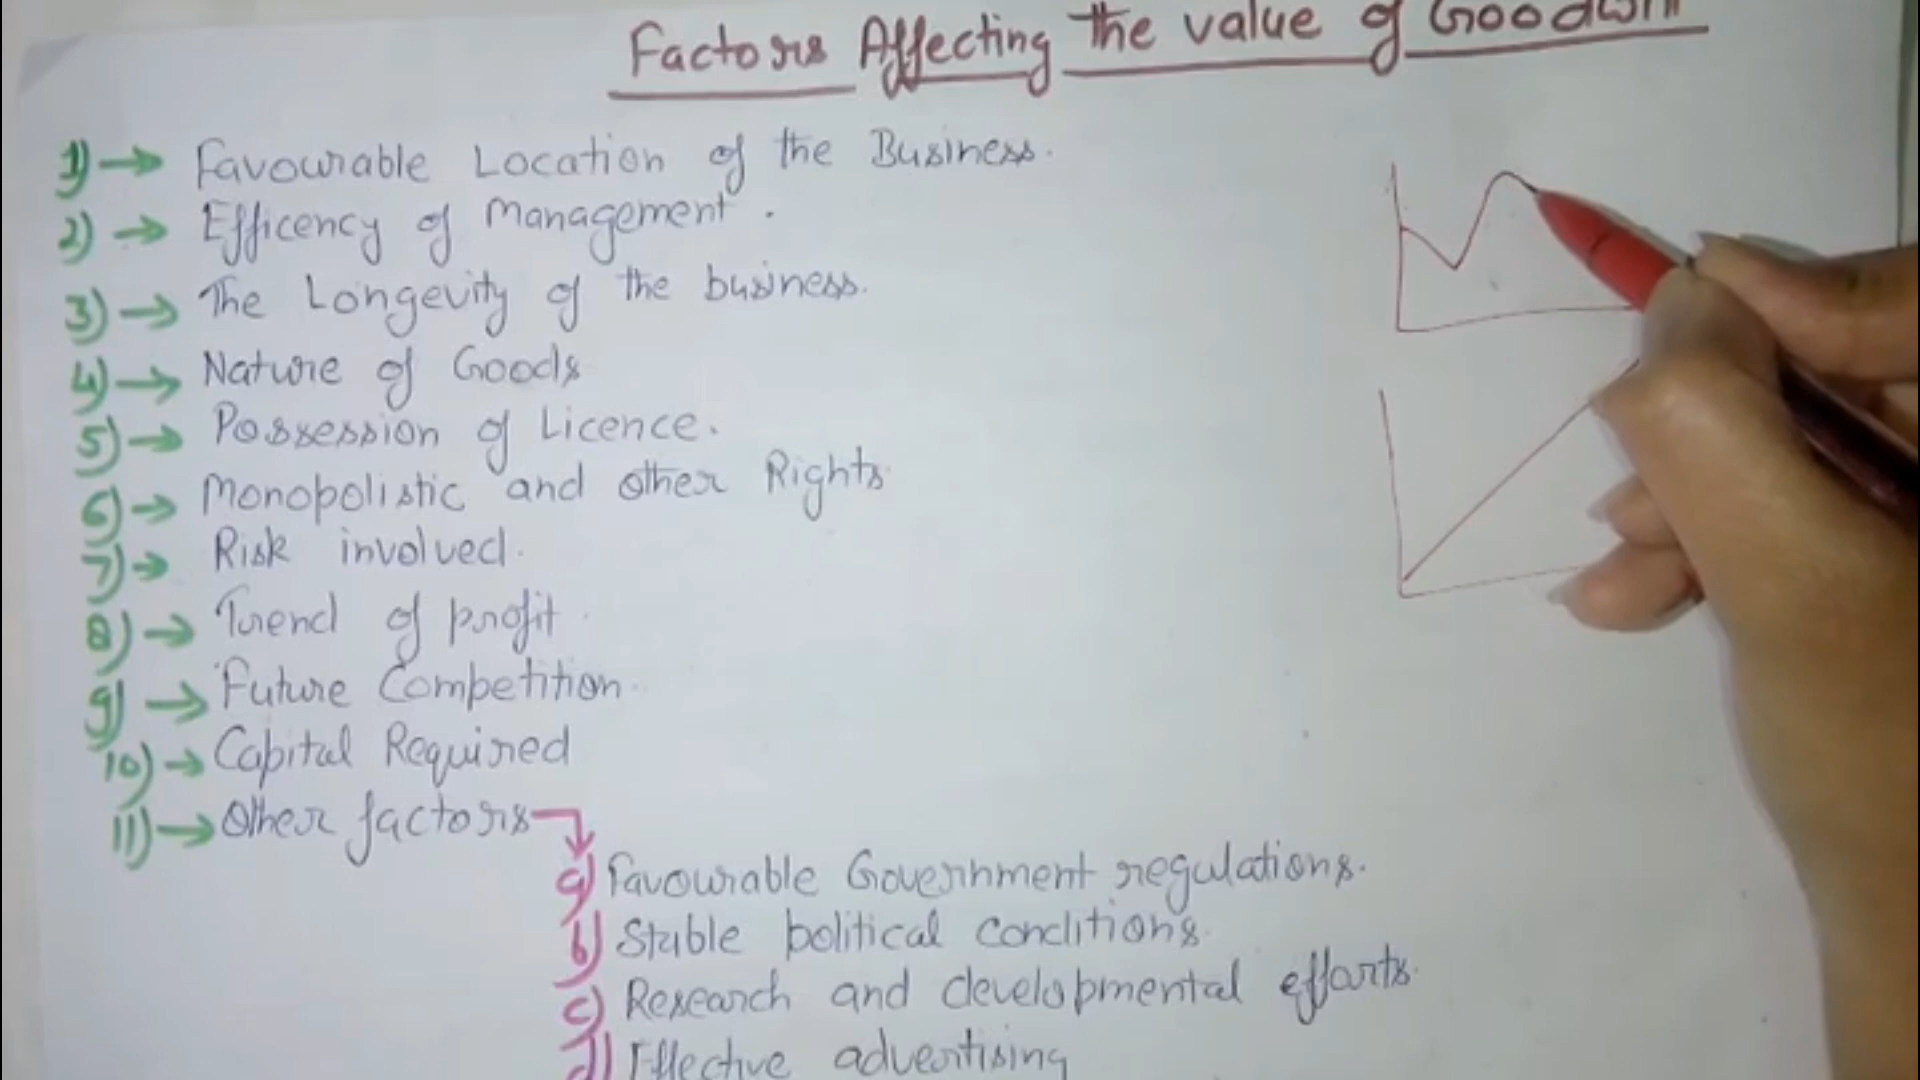 Factors Affecting the value of Goodwill
1) → Favourable Location of the Business.
2) → Efficency of Management.
3) → The Longevity of the business.
4) → Nature of Goods
5) → Possession of Licence.
6) → Monopolistic and other Rights
7) → Risk involved.
8) → Trend of profit
9) → Future Competition.
10) → Capital Required
11) → Other factors
a) Favourable Government regulations.
b) Stable political conditions.
c) Research and developmental efforts.
d) Effective advertising